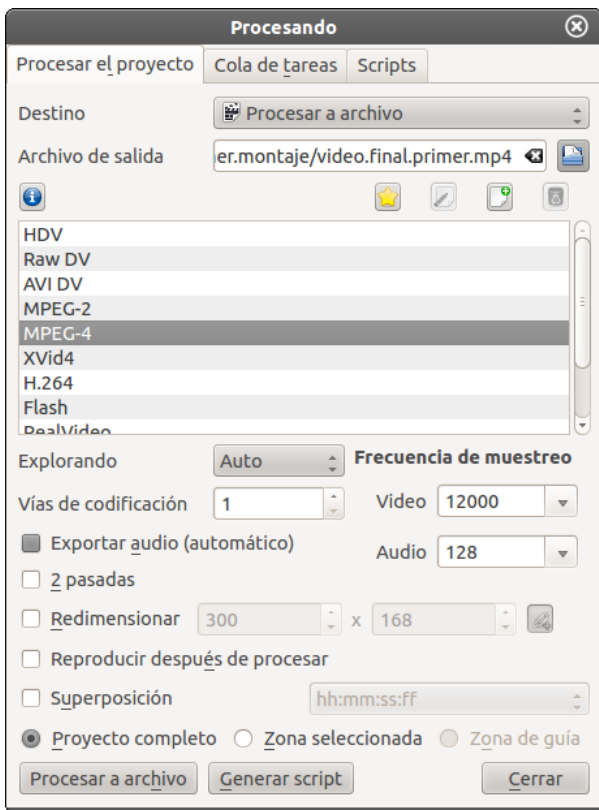 Procesando
Procesar el proyecto Cola de tareas Scripts
Destino Procesar a archivo
Archivo de salida er.montaje/video.final.primer.mp4
HDV
Raw DV
AVI DV
MPEG-2
MPEG-4
XVid4
H.264
Flash
RealVideo
Explorando Auto Frecuencia de muestreo
Vías de codificación 1 Video 12000
Exportar audio (automático) Audio 128
2 pasadas
Redimensionar 300 x 168
Reproducir después de procesar
Superposición hh:mm:ss:ff
Proyecto completo Zona seleccionada Zona de guía
Procesar a archivo Generar script Cerrar